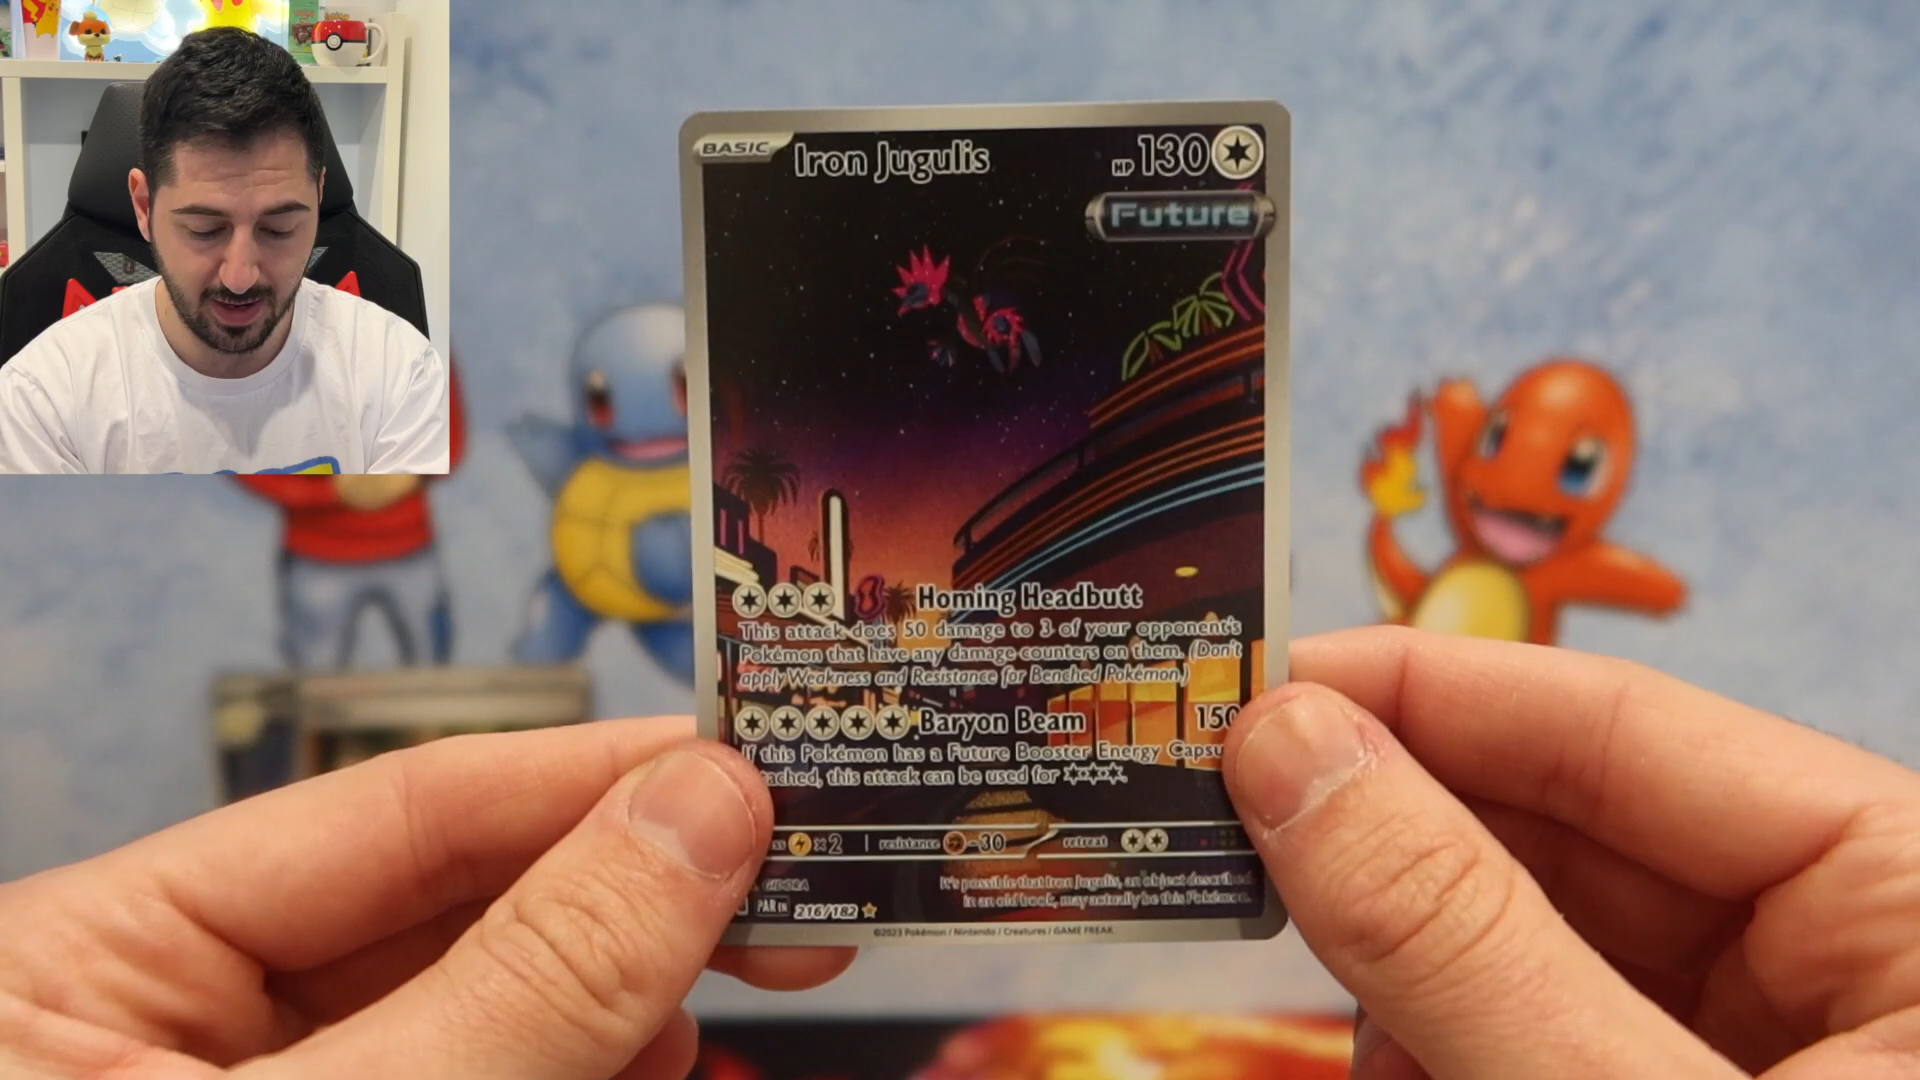 BASIC
Iron Jugulis
HP 130
Future
Homing Headbutt
This attack does 50 damage to 3 of your opponent's
Pokémon that have any damage counters on them. (Don't
apply Weakness and Resistance for Benched Pokémon.)
Baryon Beam 150
If this Pokémon has a Future Booster Energy Capsu
tached, this attack can be used for
ss ×2 resistance -30 retreat
GIDORA
It's possible that Iron Jugulis, an object described
in an old book, may actually be this Pokémon.
PAR EN 216/182
©2023 Pokémon / Nintendo / Creatures / GAME FREAK